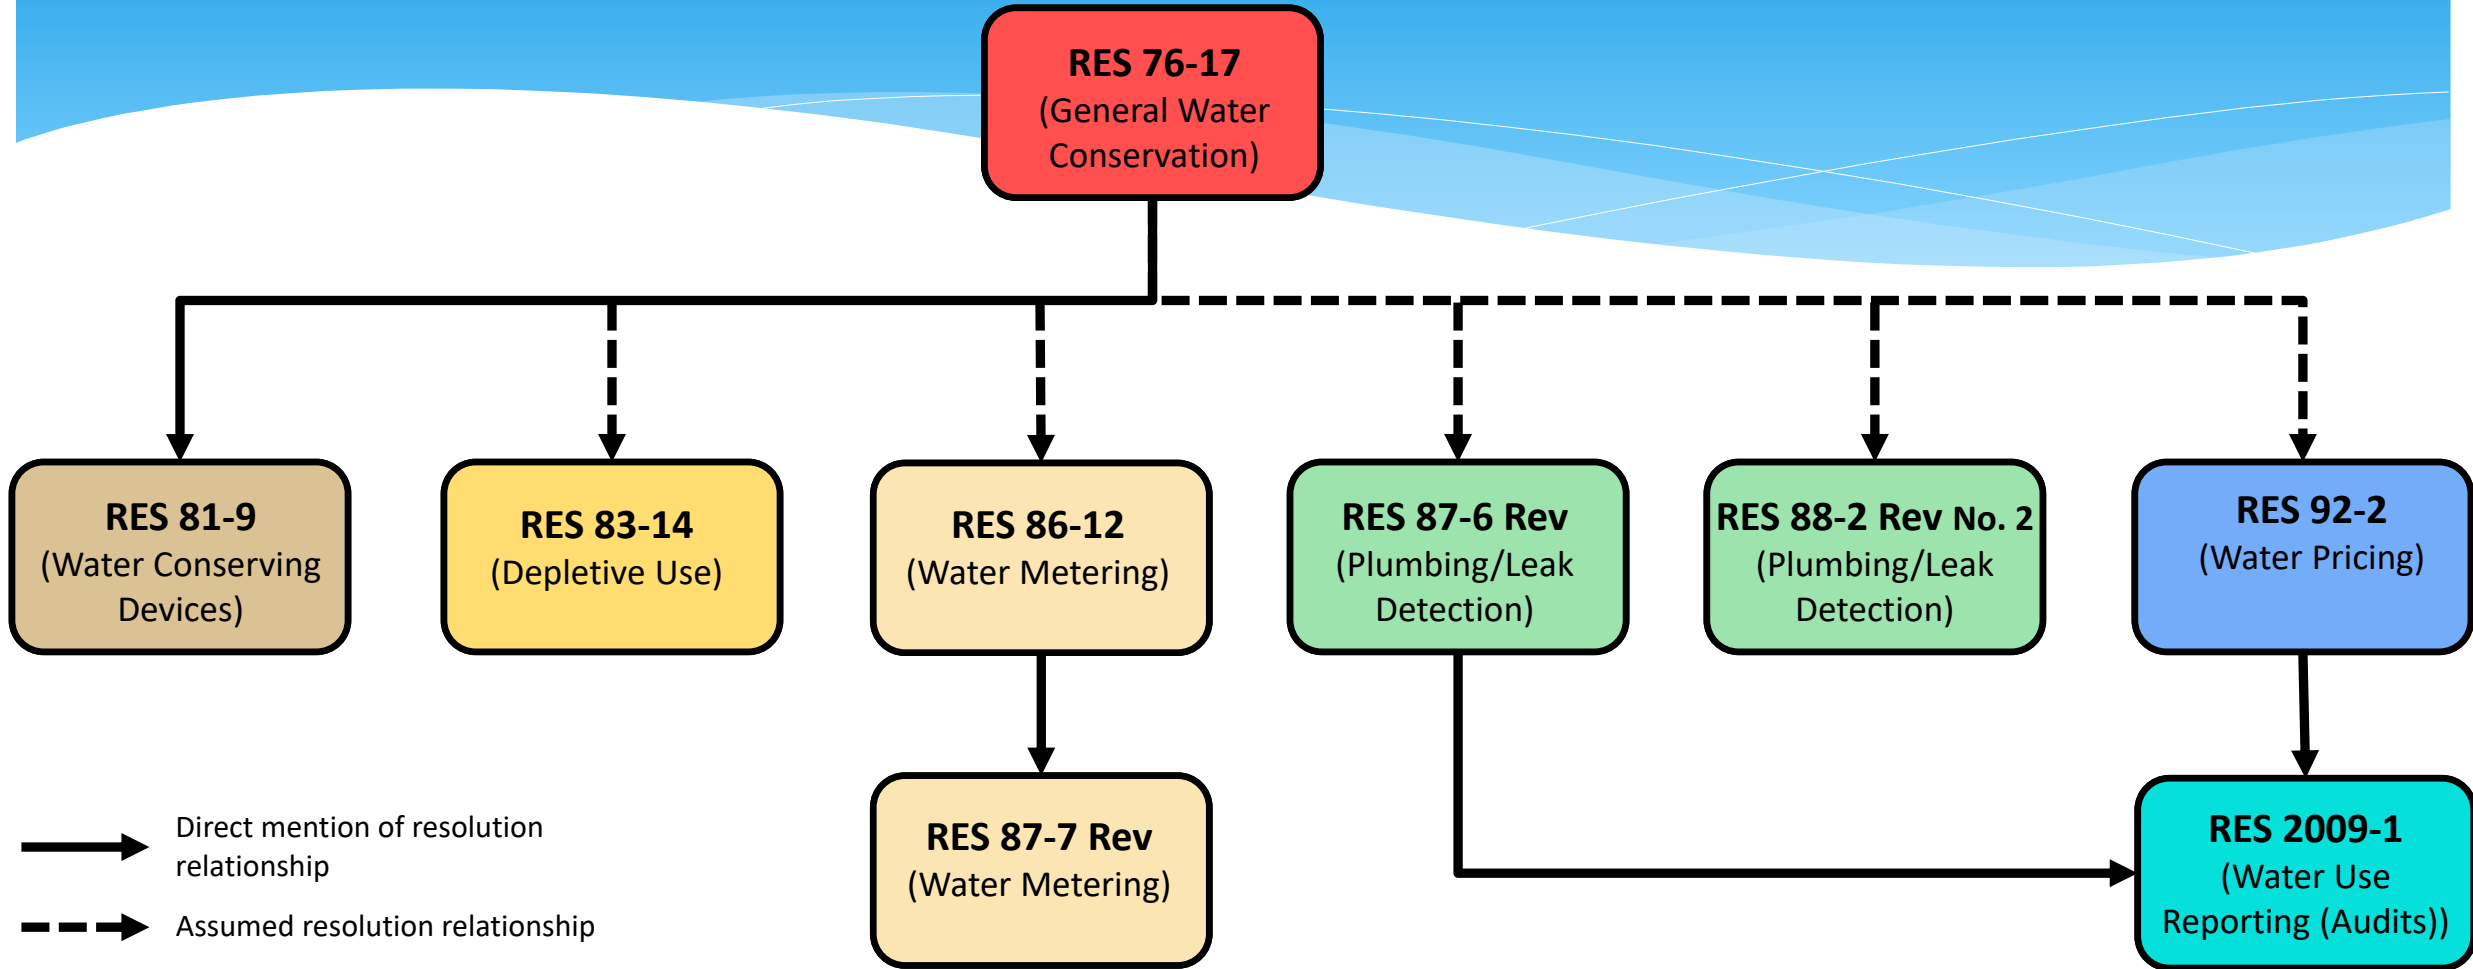 RES 76-17
(General Water
Conservation)
RES 81-9
(Water Conserving
Devices)
RES 83-14
(Depletive Use)
RES 86-12
(Water Metering)
RES 87-6 Rev
(Plumbing/Leak
Detection)
RES 88-2 Rev No. 2
(Plumbing/Leak
Detection)
RES 92-2
(Water Pricing)
RES 87-7 Rev
(Water Metering)
RES 2009-1
(Water Use
Reporting (Audits))
Direct mention of resolution
relationship
Assumed resolution relationship